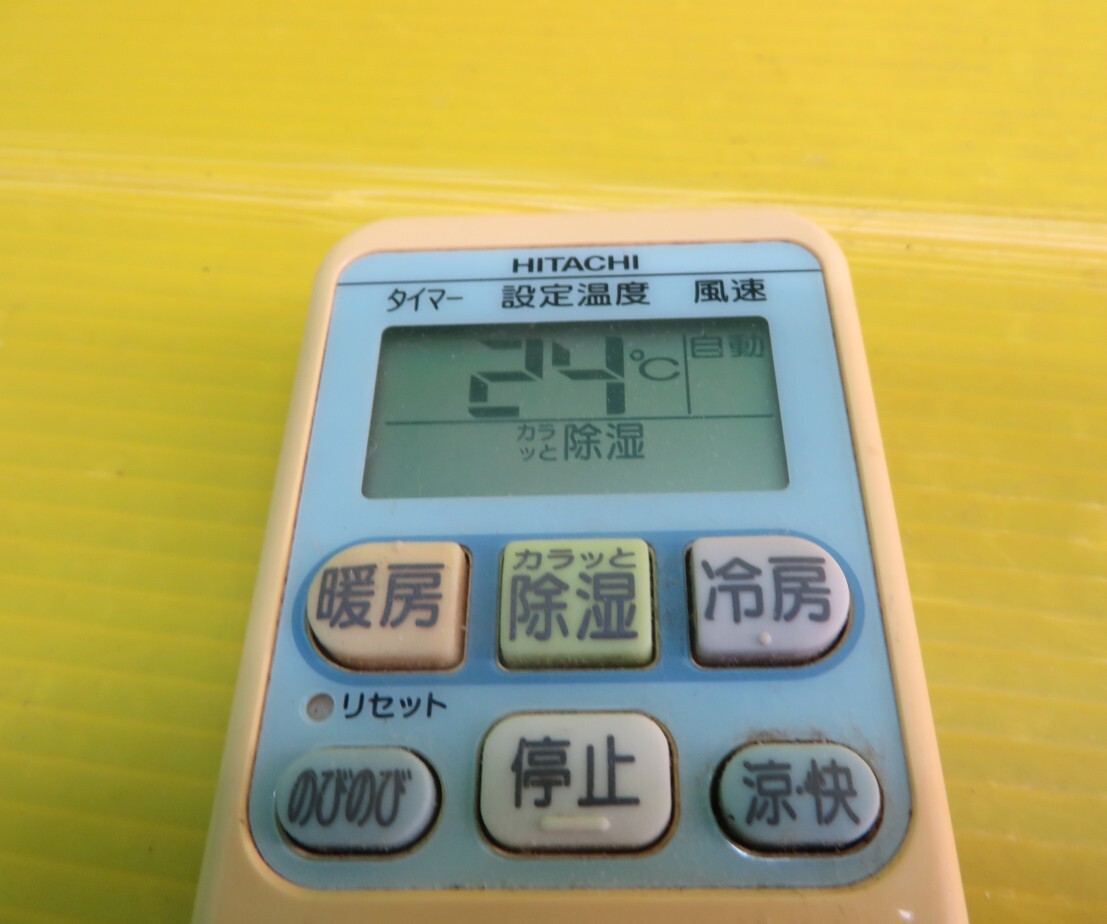 HITACHI
タイマー 設定温度 風速
24℃ 自動
カラッと除湿
暖房 カラッと除湿 冷房
リセット
のびのび 停止 涼・快